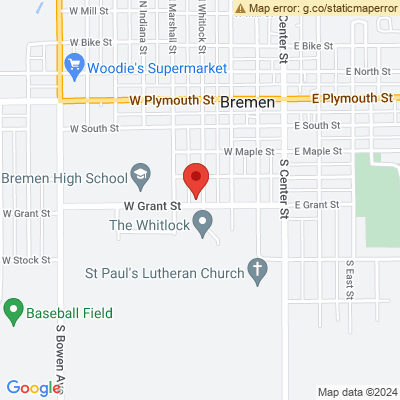 Map error: g.co/staticmaperror
W Mill St
N Indiana St
Marshall St
N Whitlock St
S Center St
W Bike St
E Bike St
Woodie's Supermarket
E North St
W Plymouth St
Bremen
E Plymouth St
W South St
E South St
W Maple St
E Maple St
Bremen High School
S Center St
W Grant St
W Grant St
E Grant St
The Whitlock
W Stock St
St Paul's Lutheran Church
S East St
Baseball Field
S Bowen Ave
Google
Map data ©2024